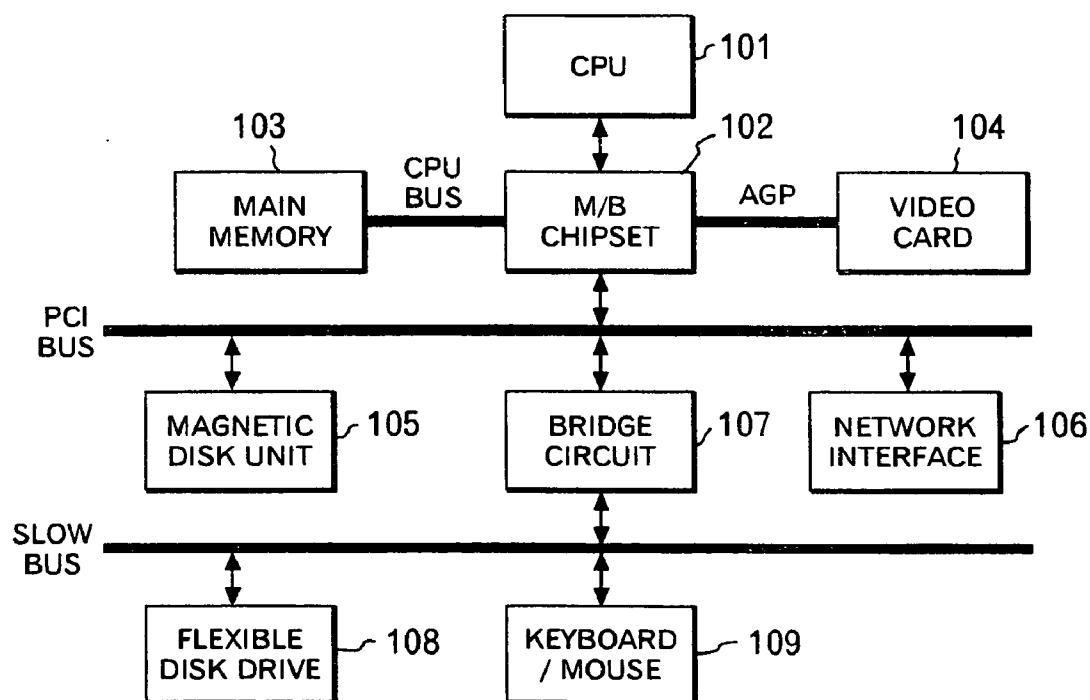 CPU
101
103
CPU
BUS
102
104
MAIN
MEMORY
M/B
CHIPSET
AGP
VIDEO
CARD
PCI
BUS
MAGNETIC
DISK UNIT
105
BRIDGE
CIRCUIT
107
NETWORK
INTERFACE
106
SLOW
BUS
FLEXIBLE
DISK DRIVE
108
KEYBOARD
/ MOUSE
109